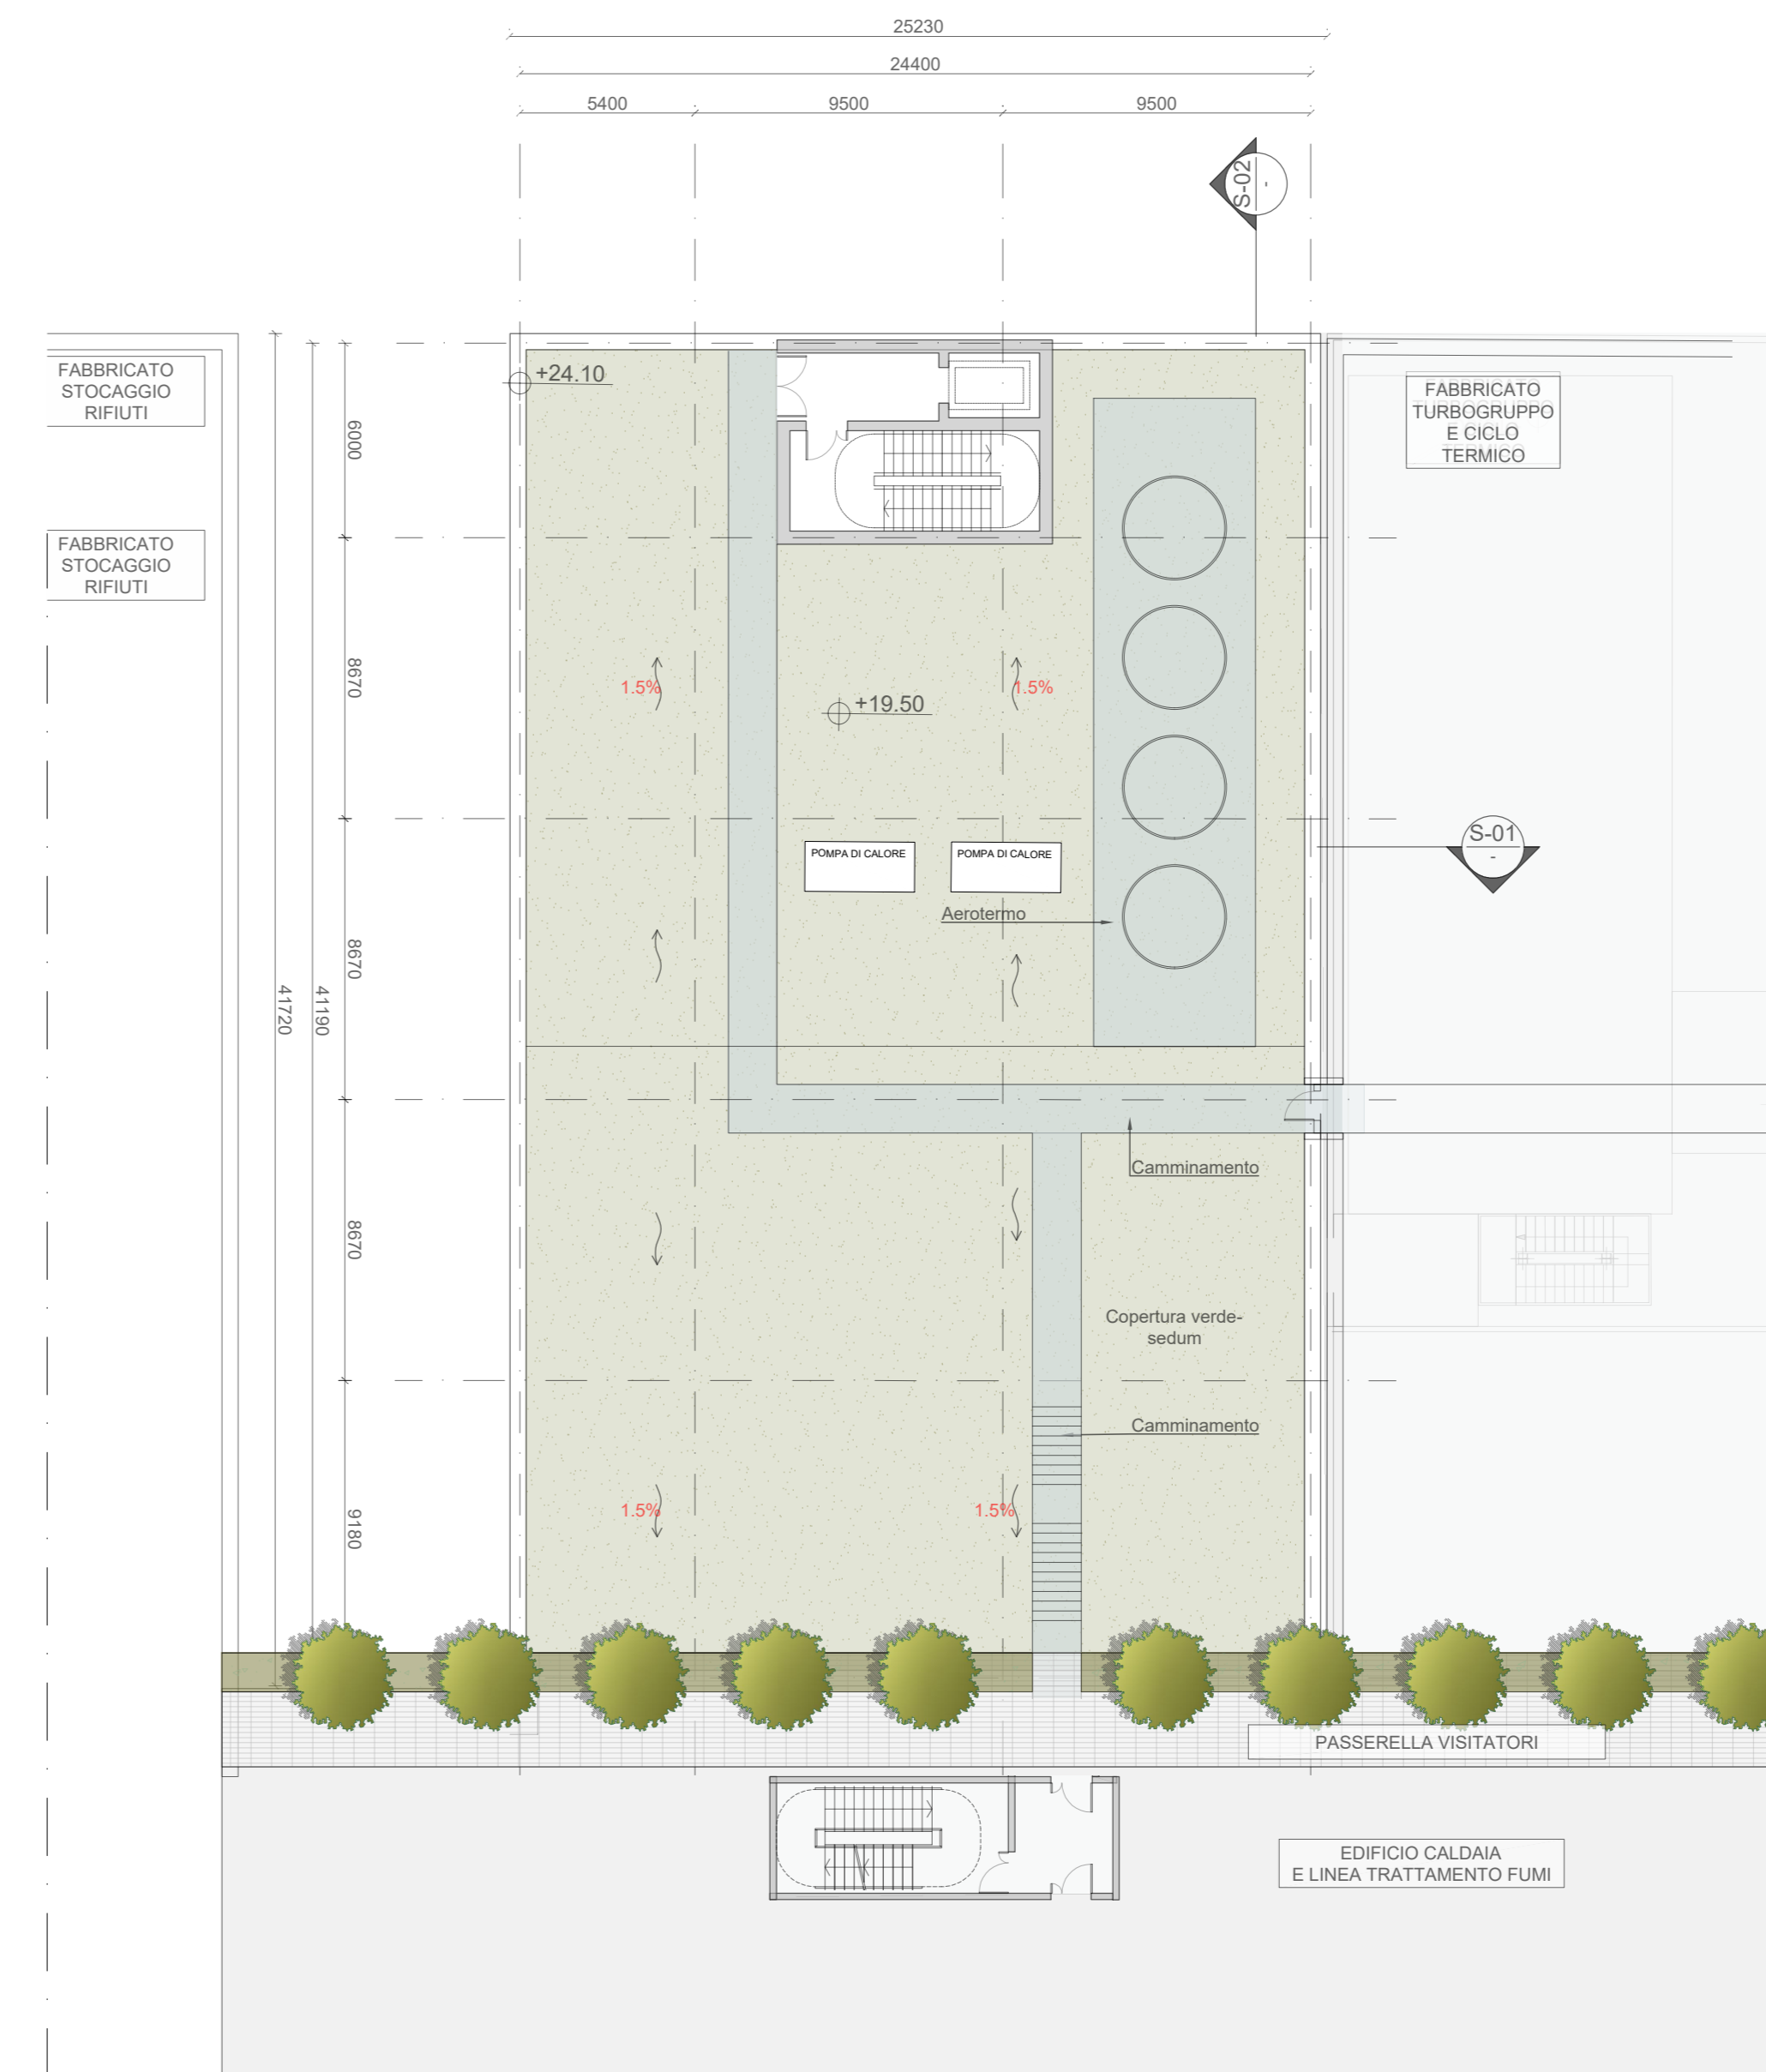 25230
24400
5400
9500
9500
S-02
-
FABBRICATO
STOCAGGIO
RIFIUTI
+24.10
FABBRICATO
TURBOGRUPPO
E CICLO
TERMICO
6000
FABBRICATO
STOCAGGIO
RIFIUTI
8670
1.5%
1.5%
+19.50
S-01
-
POMPA DI CALORE
POMPA DI CALORE
Aerotermo
8670
41720
41190
Camminamento
8670
Copertura verde-
sedum
Camminamento
9180
1.5%
1.5%
PASSERELLA VISITATORI
EDIFICIO CALDAIA
E LINEA TRATTAMENTO FUMI